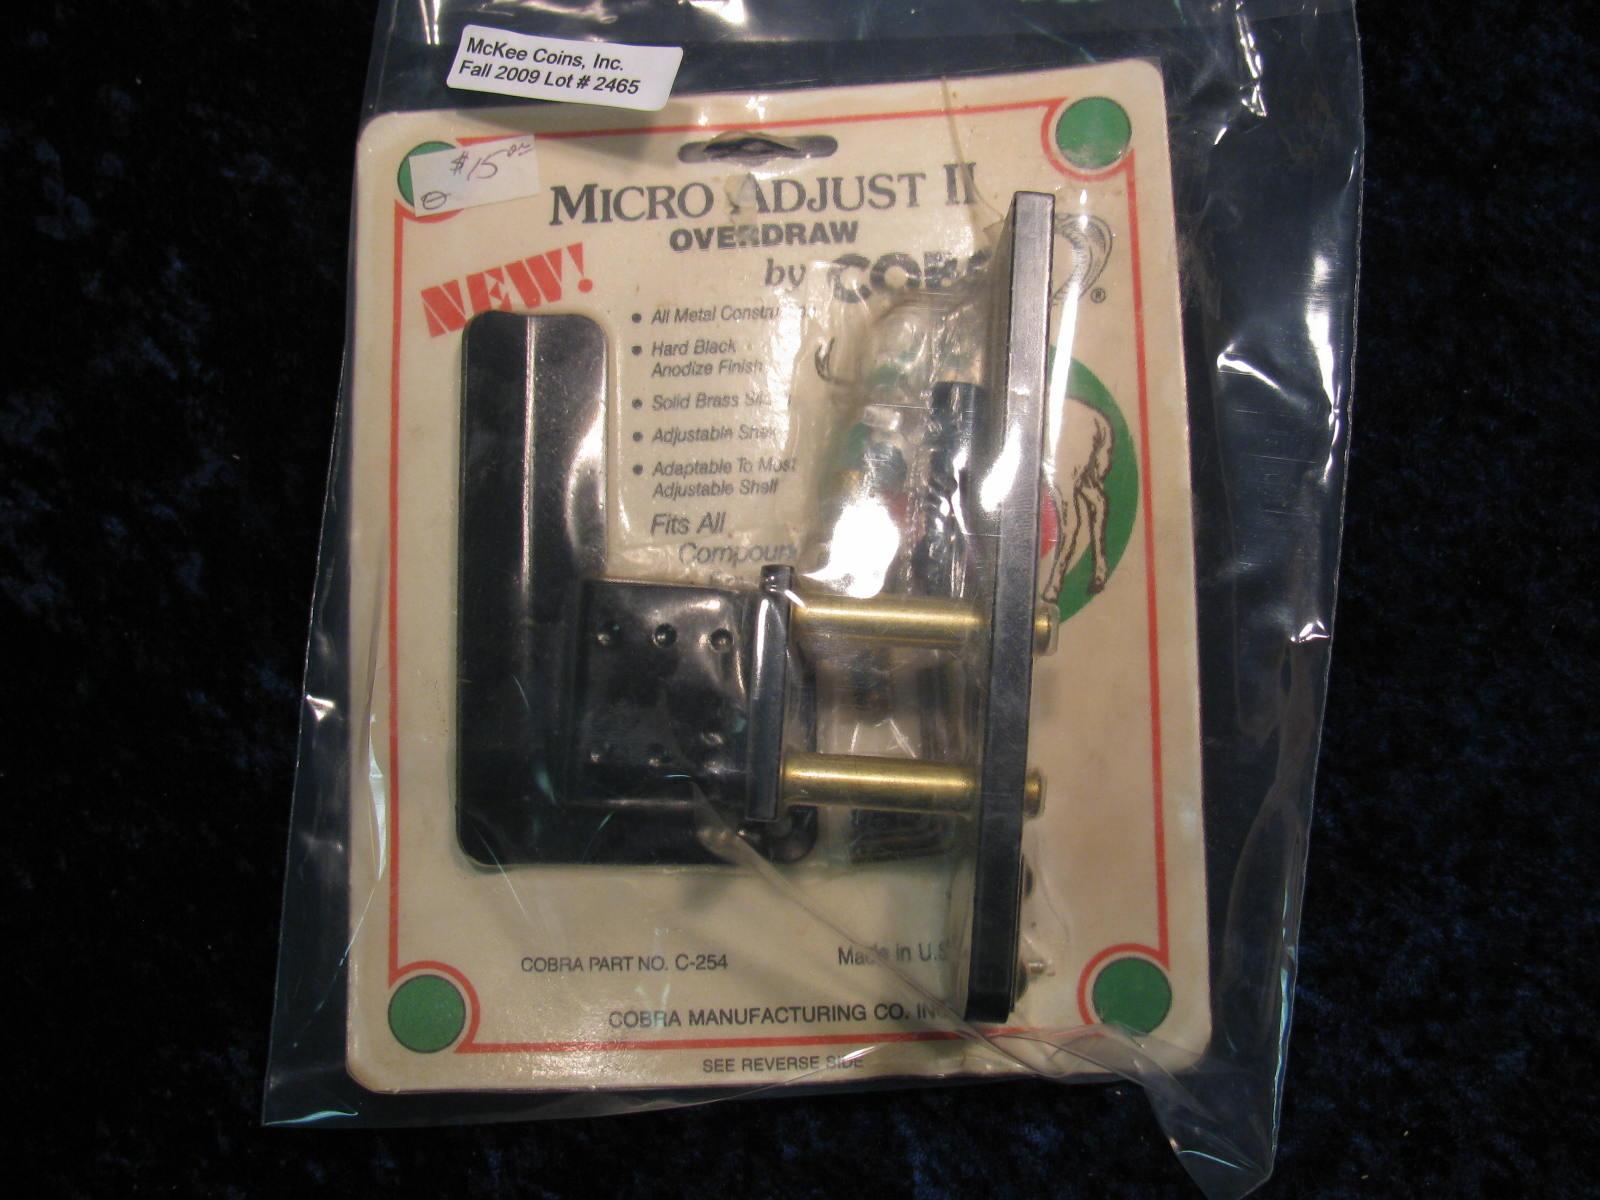 McKee Coins, Inc.
Fall 2009 Lot # 2465
$15
MICRO ADJUST II
OVERDRAW
by
NEW!
®
• All Metal
• Hard Black
Anodize Finish
• Solid Brass
• Adjustable
• Adaptable To Most
Adjustable Shelf
Fits All
COBRA PART NO. C-254
Made in
COBRA MANUFACTURING CO.
SEE REVERSE SIDE